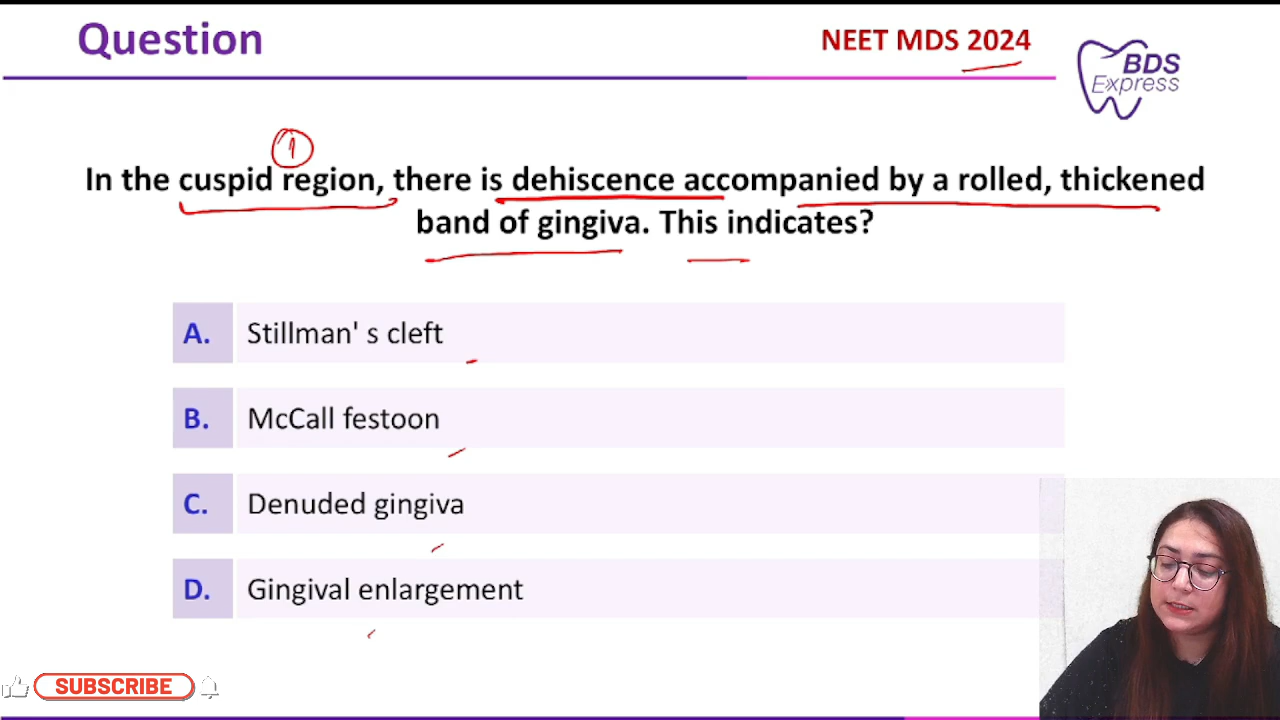 Question
NEET MDS 2024
BDS
Express
1
In the cuspid region, there is dehiscence accompanied by a rolled, thickened
band of gingiva. This indicates?
A. Stillman' s cleft
B. McCall festoon
C. Denuded gingiva
D. Gingival enlargement
SUBSCRIBE